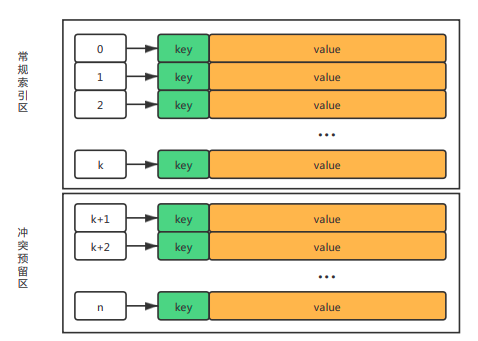 常规索引区
0 key value
1 key value
2 key value
...
k key value
冲突预留区
k+1 key value
k+2 key value
...
n key value